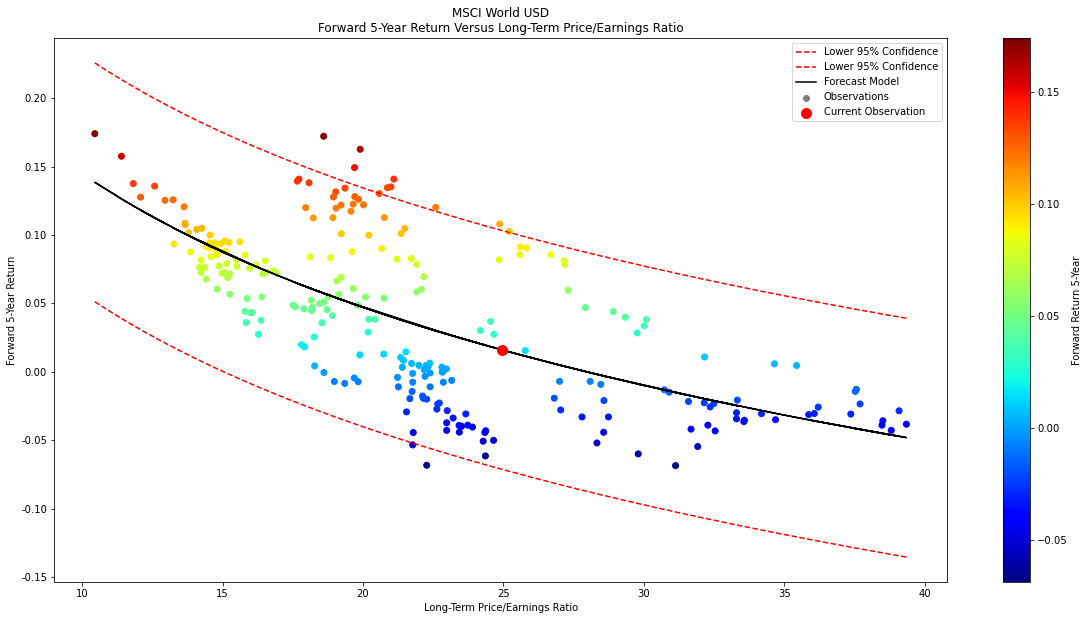 MSCI World USD
Forward 5-Year Return Versus Long-Term Price/Earnings Ratio
Lower 95% Confidence
Lower 95% Confidence
Forecast Model
Observations
Current Observation
Forward 5-Year Return
0.20
0.15
0.10
0.05
0.00
-0.05
-0.10
-0.15
10
15
20
25
30
35
40
Long-Term Price/Earnings Ratio
0.15
0.10
0.05
0.00
−0.05
Forward Return 5-Year